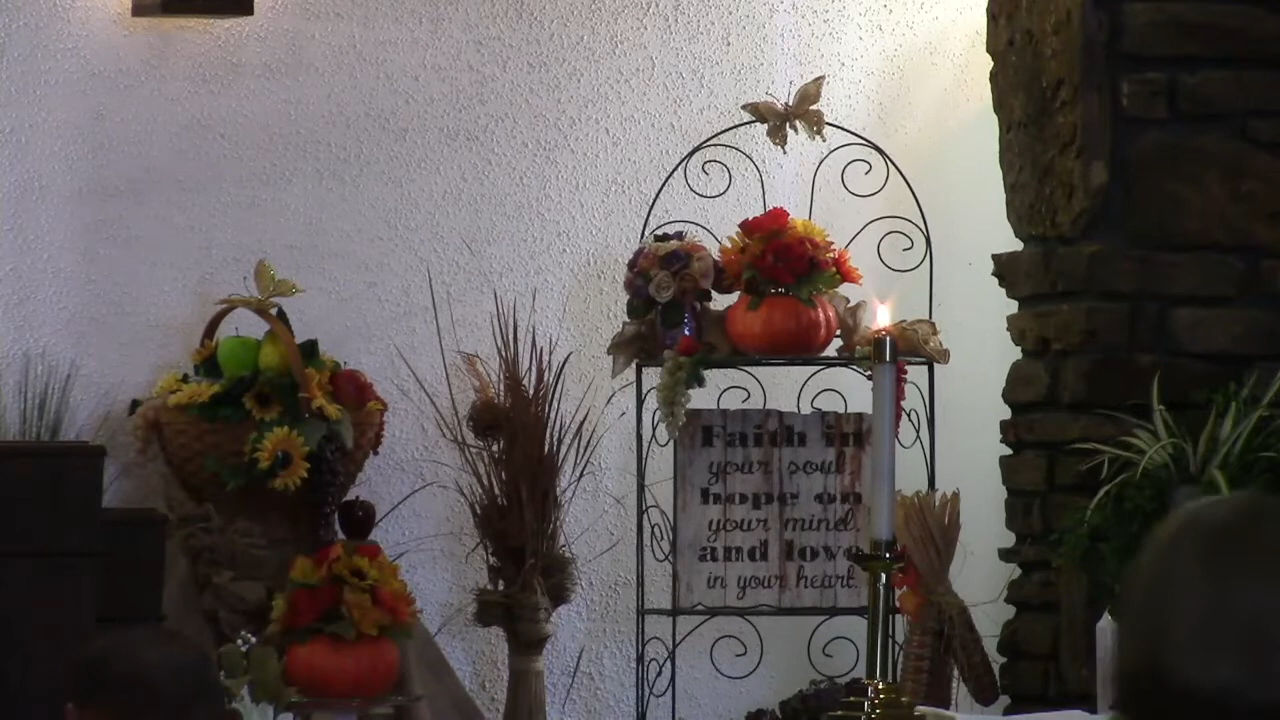 Faith in
your soul,
hope on
your mind,
and love
in your heart.